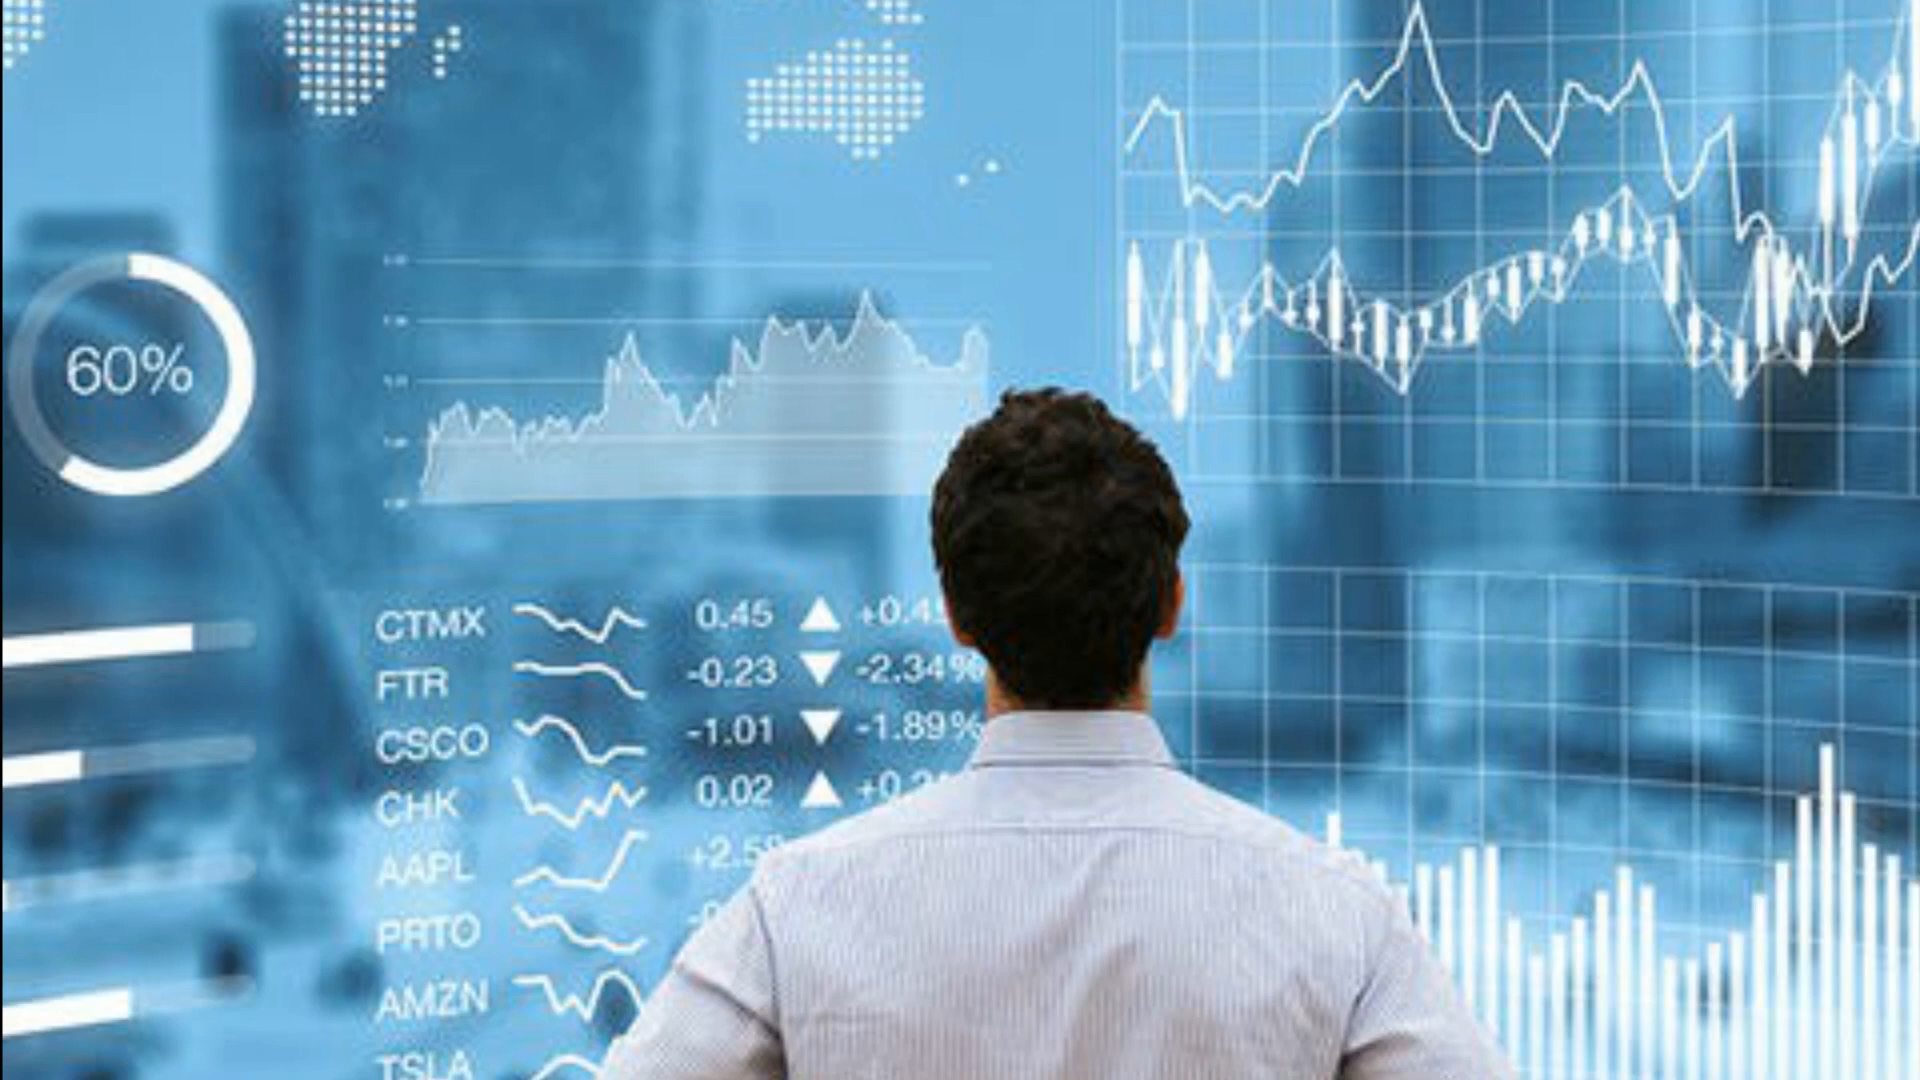 60%
CTMX 0.45 ▲
FTR -0.23 ▼ -2.34%
CSCO -1.01 ▼ -1.89%
CHK 0.02 ▲
AAPL
PRTO
AMZN
TSLA